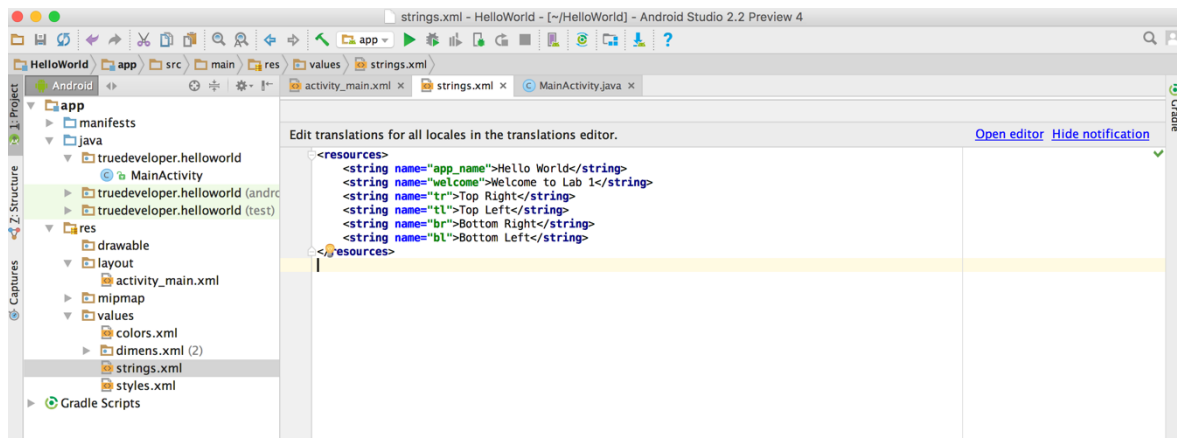 strings.xml - HelloWorld - [~/HelloWorld] - Android Studio 2.2 Preview 4
app
HelloWorld app src main res values strings.xml
Android
activity_main.xml strings.xml MainActivity.java
1: Project
Z: Structure
Captures
app
manifests
java
truedeveloper.helloworld
MainActivity
truedeveloper.helloworld (andro
truedeveloper.helloworld (test)
res
drawable
layout
activity_main.xml
mipmap
values
colors.xml
dimens.xml (2)
strings.xml
styles.xml
Gradle Scripts
Edit translations for all locales in the translations editor. Open editor Hide notification
<resources>
<string name="app_name">Hello World</string>
<string name="welcome">Welcome to Lab 1</string>
<string name="tr">Top Right</string>
<string name="tl">Top Left</string>
<string name="br">Bottom Right</string>
<string name="bl">Bottom Left</string>
</resources>
Gradle